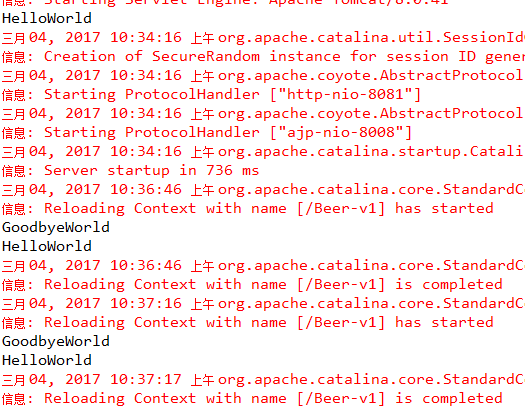 信息: Starting Servlet Engine: Apache Tomcat/8.0.41
HelloWorld
三月 04, 2017 10:34:16 上午 org.apache.catalina.util.SessionId
信息: Creation of SecureRandom instance for session ID gener
三月 04, 2017 10:34:16 上午 org.apache.coyote.AbstractProtocol
信息: Starting ProtocolHandler ["http-nio-8081"]
三月 04, 2017 10:34:16 上午 org.apache.coyote.AbstractProtocol
信息: Starting ProtocolHandler ["ajp-nio-8008"]
三月 04, 2017 10:34:16 上午 org.apache.catalina.startup.Catali
信息: Server startup in 736 ms
三月 04, 2017 10:36:46 上午 org.apache.catalina.core.StandardC
信息: Reloading Context with name [/Beer-v1] has started
GoodbyeWorld
HelloWorld
三月 04, 2017 10:36:46 上午 org.apache.catalina.core.StandardC
信息: Reloading Context with name [/Beer-v1] is completed
三月 04, 2017 10:37:16 上午 org.apache.catalina.core.StandardC
信息: Reloading Context with name [/Beer-v1] has started
GoodbyeWorld
HelloWorld
三月 04, 2017 10:37:17 上午 org.apache.catalina.core.StandardC
信息: Reloading Context with name [/Beer-v1] is completed